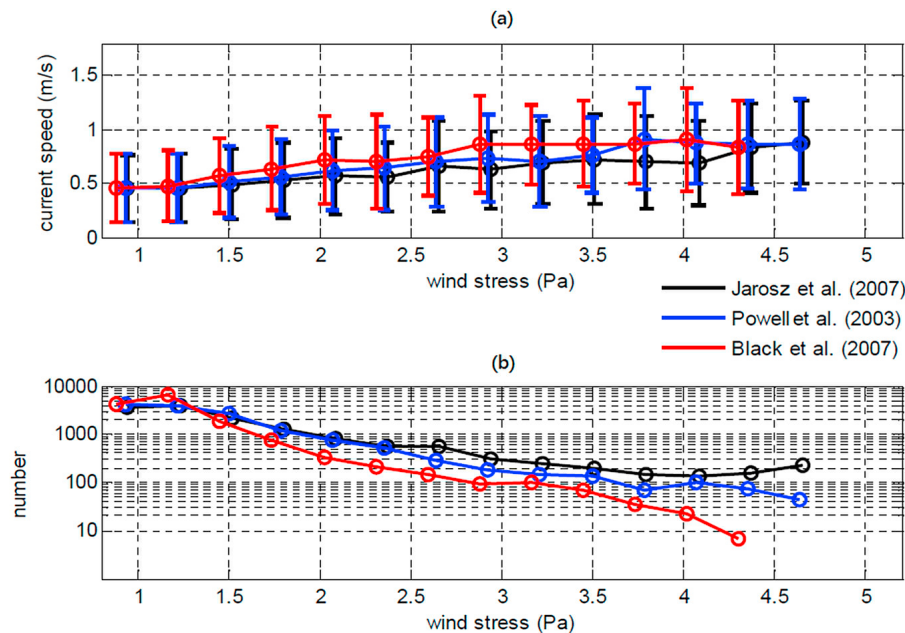 (a)
current speed (m/s)
1.5
1
0.5
0
1 1.5 2 2.5 3 3.5 4 4.5 5
wind stress (Pa)
Jarosz et al. (2007)
Powell et al. (2003)
Black et al. (2007)
(b)
number
10000
1000
100
10
1 1.5 2 2.5 3 3.5 4 4.5 5
wind stress (Pa)